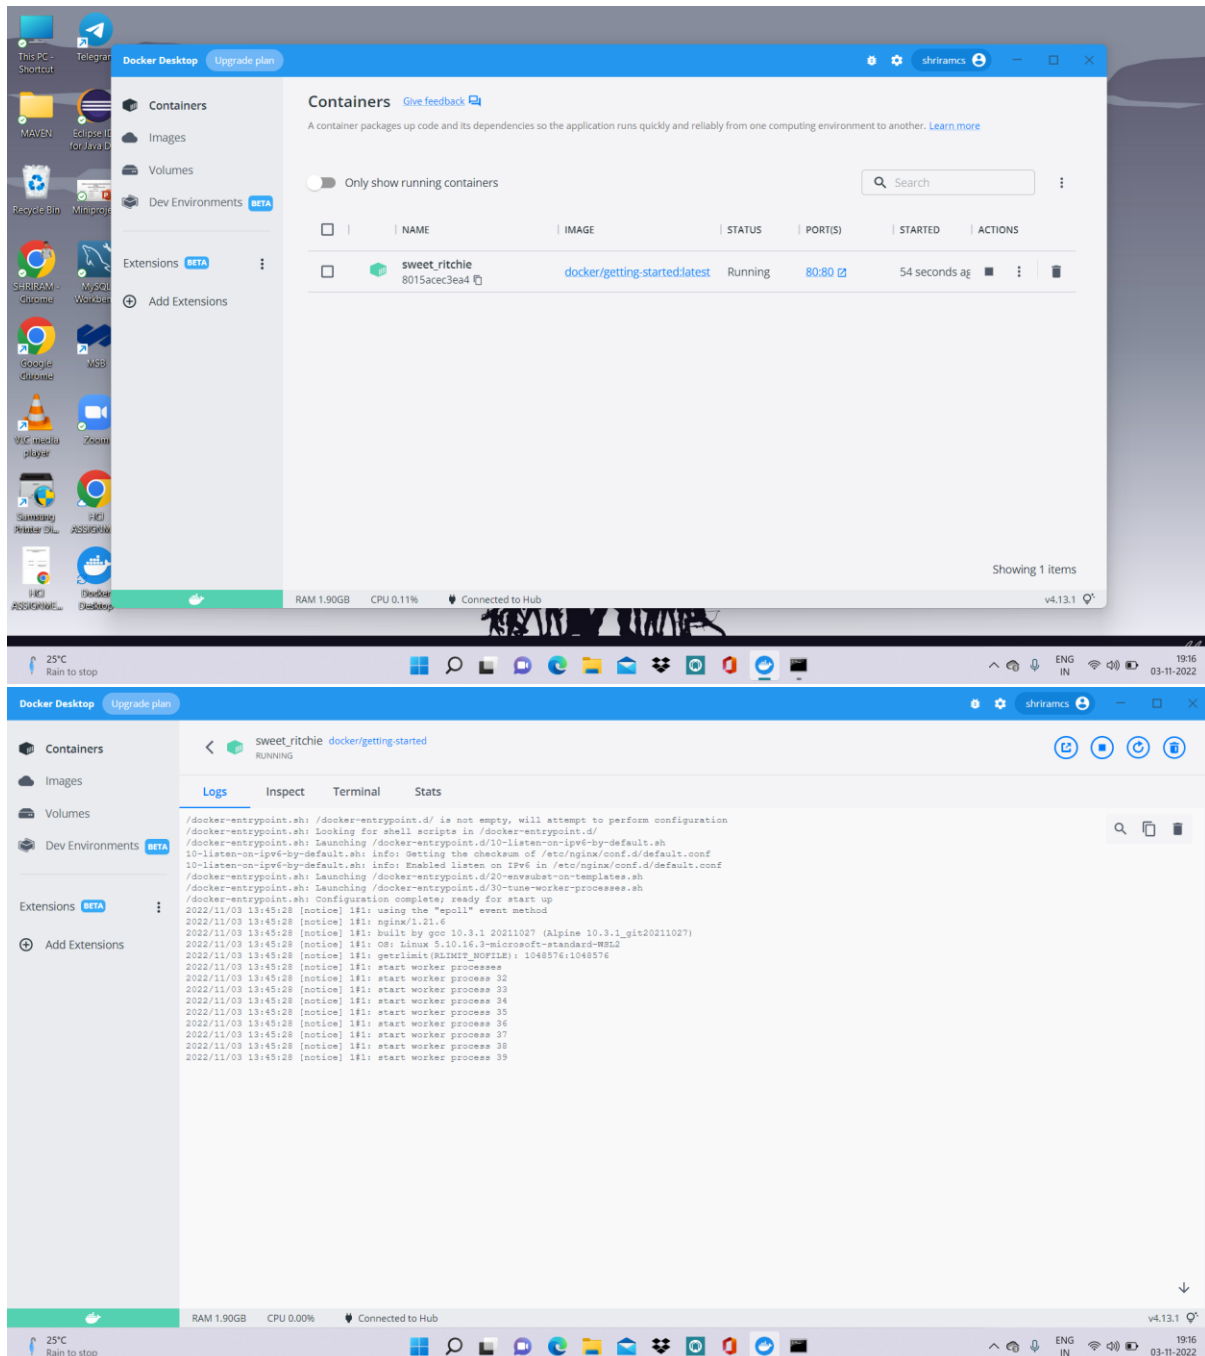 This PC -
Shortcut
Telegram
MAVEN
Eclipse ID
for Java D
Recycle Bin
Miniproje
SHRIRAM -
Chrome
MySQL
Workben
Google
Chrome
MSB
VLC media
player
Zoom
Samsung
Printer Di...
HCI
ASSIGNM
HCI
ASSIGNME...
Docker
Desktop
Docker Desktop Upgrade plan
shriramcs
Containers
Images
Volumes
Dev Environments BETA
Extensions BETA
Add Extensions
Containers Give feedback
A container packages up code and its dependencies so the application runs quickly and reliably from one computing environment to another. Learn more
Only show running containers
Search
NAME IMAGE STATUS PORT(S) STARTED ACTIONS
sweet_ritchie
8015acec3ea4
docker/getting-started:latest Running 80:80 54 seconds ag
Showing 1 items
RAM 1.90GB CPU 0.11% Connected to Hub
v4.13.1
25°C
Rain to stop
ENG
IN
19:16
03-11-2022
Docker Desktop Upgrade plan
shriramcs
Containers
Images
Volumes
Dev Environments BETA
Extensions BETA
Add Extensions
sweet_ritchie docker/getting-started
RUNNING
Logs Inspect Terminal Stats
/docker-entrypoint.sh: /docker-entrypoint.d/ is not empty, will attempt to perform configuration
/docker-entrypoint.sh: Looking for shell scripts in /docker-entrypoint.d/
/docker-entrypoint.sh: Launching /docker-entrypoint.d/10-listen-on-ipv6-by-default.sh
10-listen-on-ipv6-by-default.sh: info: Getting the checksum of /etc/nginx/conf.d/default.conf
10-listen-on-ipv6-by-default.sh: info: Enabled listen on IPv6 in /etc/nginx/conf.d/default.conf
/docker-entrypoint.sh: Launching /docker-entrypoint.d/20-envsubst-on-templates.sh
/docker-entrypoint.sh: Launching /docker-entrypoint.d/30-tune-worker-processes.sh
/docker-entrypoint.sh: Configuration complete; ready for start up
2022/11/03 13:45:28 [notice] 1#1: using the "epoll" event method
2022/11/03 13:45:28 [notice] 1#1: nginx/1.21.6
2022/11/03 13:45:28 [notice] 1#1: built by gcc 10.3.1 20211027 (Alpine 10.3.1_git20211027)
2022/11/03 13:45:28 [notice] 1#1: OS: Linux 5.10.16.3-microsoft-standard-WSL2
2022/11/03 13:45:28 [notice] 1#1: getrlimit(RLIMIT_NOFILE): 1048576:1048576
2022/11/03 13:45:28 [notice] 1#1: start worker processes
2022/11/03 13:45:28 [notice] 1#1: start worker process 32
2022/11/03 13:45:28 [notice] 1#1: start worker process 33
2022/11/03 13:45:28 [notice] 1#1: start worker process 34
2022/11/03 13:45:28 [notice] 1#1: start worker process 35
2022/11/03 13:45:28 [notice] 1#1: start worker process 36
2022/11/03 13:45:28 [notice] 1#1: start worker process 37
2022/11/03 13:45:28 [notice] 1#1: start worker process 38
2022/11/03 13:45:28 [notice] 1#1: start worker process 39
RAM 1.90GB CPU 0.00% Connected to Hub
v4.13.1
25°C
Rain to stop
ENG
IN
19:16
03-11-2022